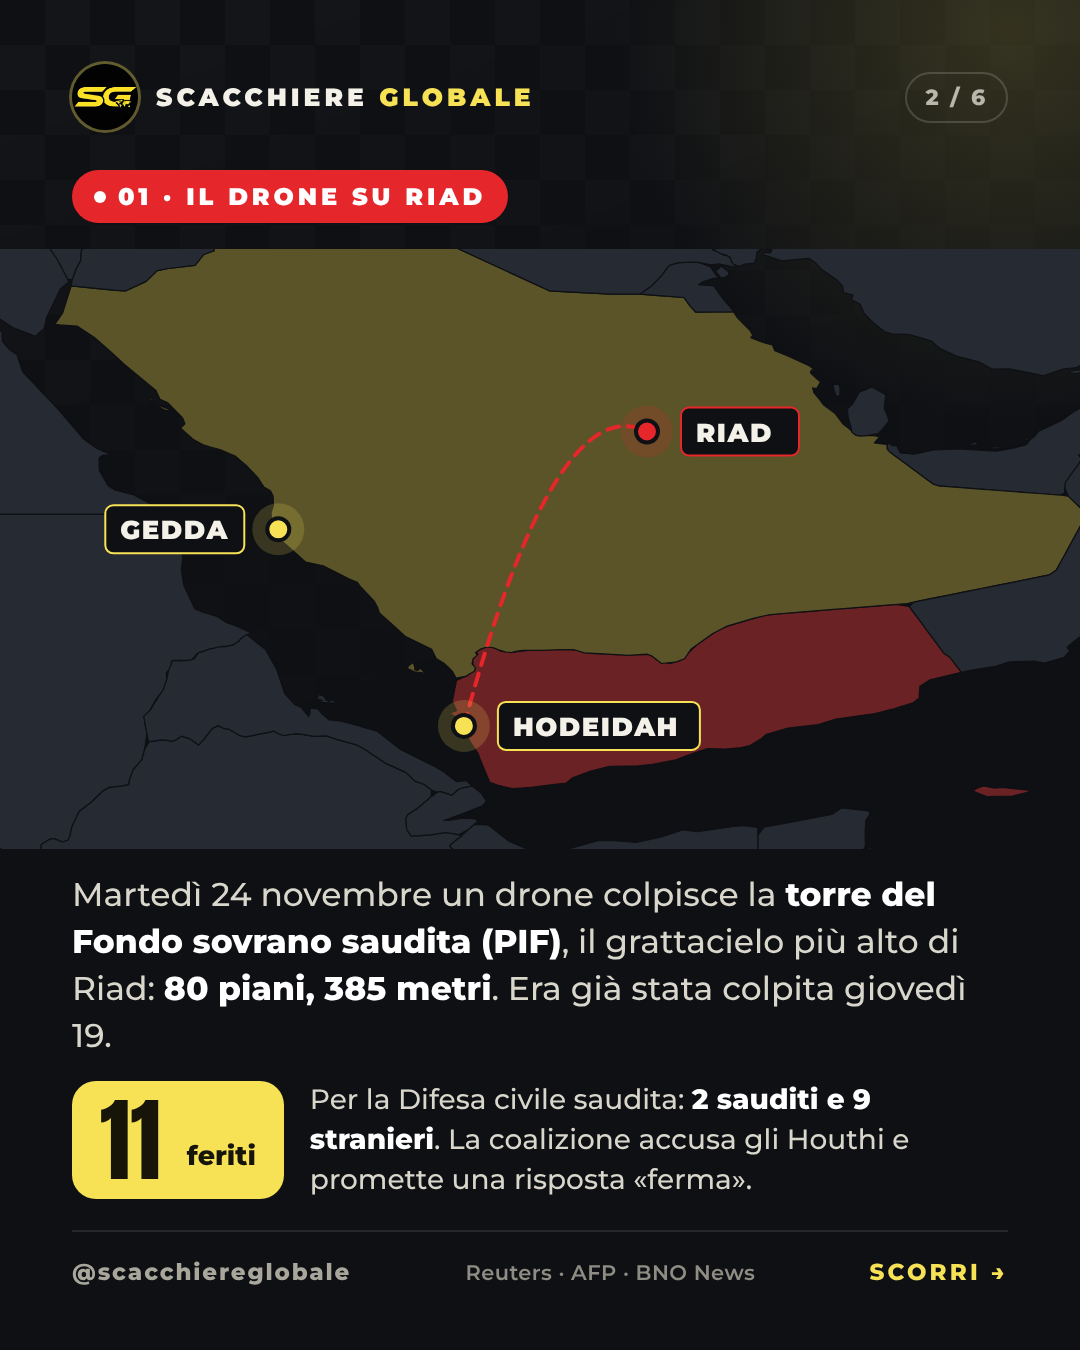 SG
SCACCHIERE GLOBALE
2 / 6
01 • IL DRONE SU RIAD
RIAD
GEDDA
HODEIDAH
Martedì 24 novembre un drone colpisce la torre del
Fondo sovrano saudita (PIF), il grattacielo più alto di
Riad: 80 piani, 385 metri. Era già stata colpita giovedì
19.
11 feriti
Per la Difesa civile saudita: 2 sauditi e 9
stranieri. La coalizione accusa gli Houthi e
promette una risposta «ferma».
@scacchiereglobale
Reuters · AFP · BNO News
SCORRI →